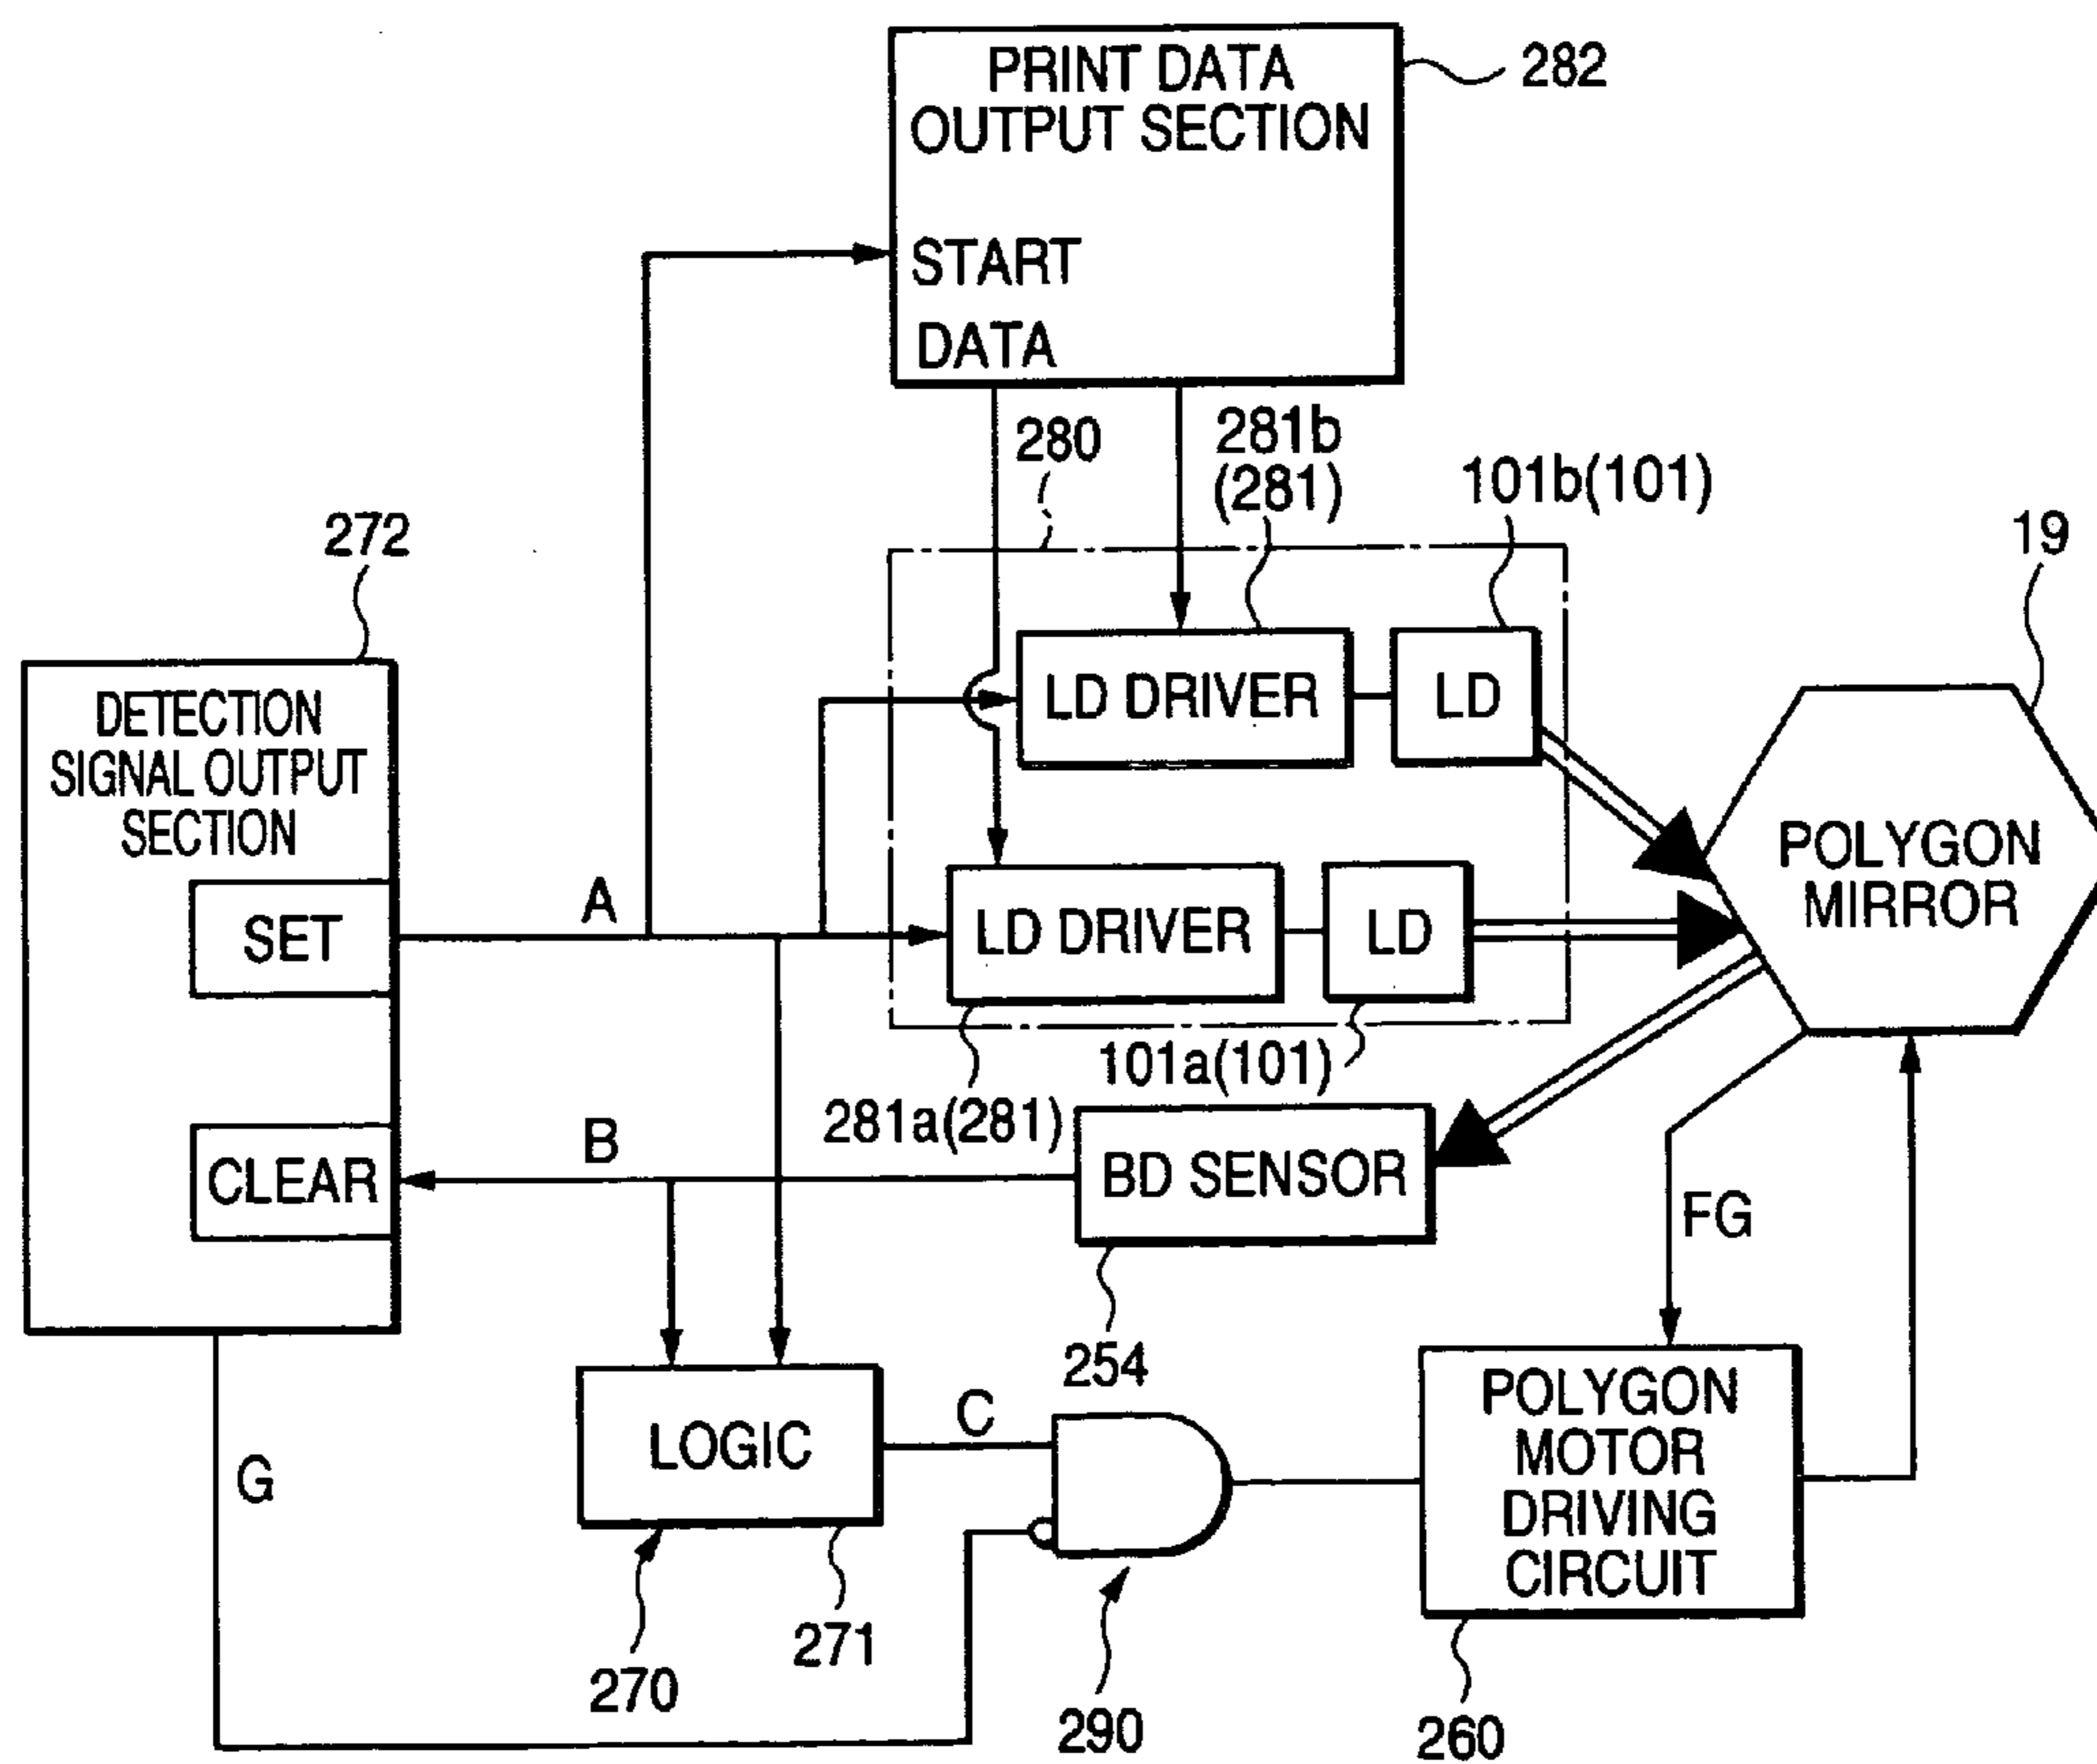 PRINT DATA
OUTPUT SECTION
282
START
DATA
280
281b
(281)
101b(101)
272
19
DETECTION
SIGNAL OUTPUT
SECTION
LD DRIVER
LD
POLYGON
MIRROR
SET
A
LD DRIVER
LD
101a(101)
281a(281)
CLEAR
B
BD SENSOR
FG
254
LOGIC
C
POLYGON
MOTOR
DRIVING
CIRCUIT
G
271
270
290
260